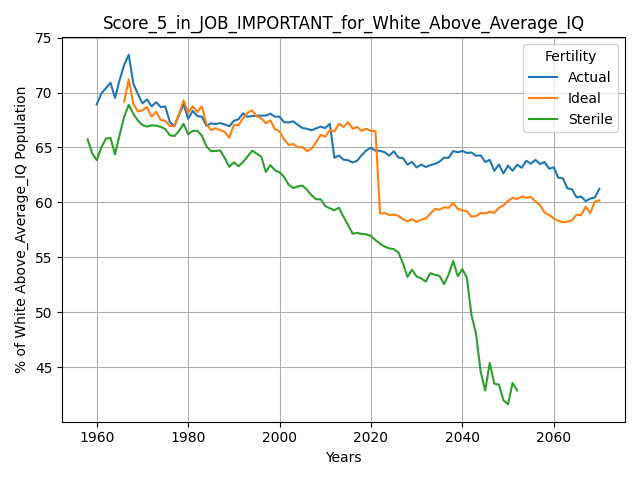 Score_5_in_JOB_IMPORTANT_for_White_Above_Average_IQ
% of White Above_Average_IQ Population
75
70
65
60
55
50
45
Fertility
Actual
Ideal
Sterile
1960 1980 2000 2020 2040 2060
Years